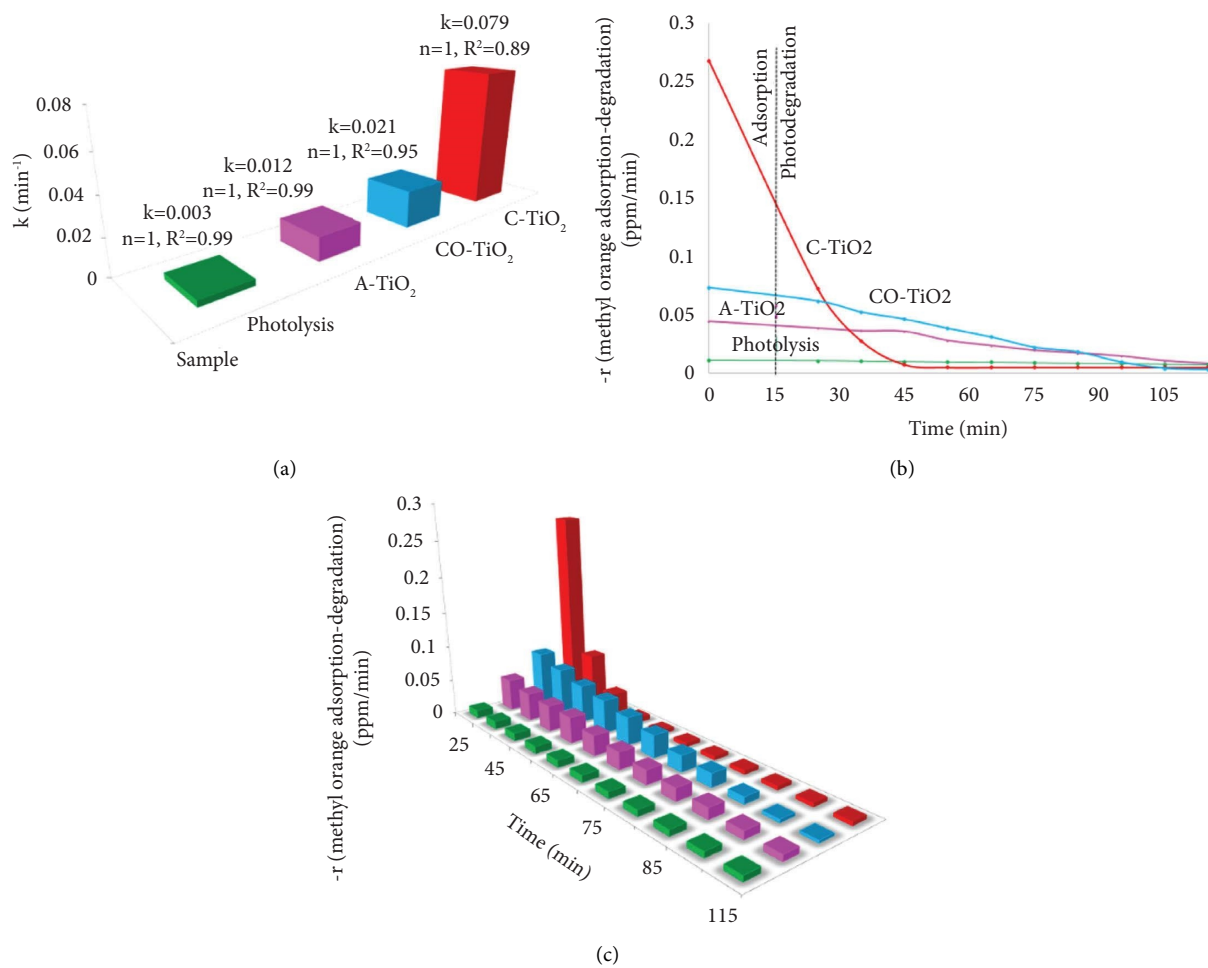 k=0.079
n=1, R²=0.89
k=0.021
n=1, R²=0.95
k=0.012
n=1, R²=0.99
k=0.003
n=1, R²=0.99
0.08
0.06
0.04
0.02
0
k (min⁻¹)
C-TiO₂
CO-TiO₂
A-TiO₂
Photolysis
Sample
(a)
-r (methyl orange adsorption-degradation)
(ppm/min)
0.3
0.25
0.2
0.15
0.1
0.05
0
Adsorption
Photodegradation
C-TiO2
CO-TiO2
A-TiO2
Photolysis
0 15 30 45 60 75 90 105
Time (min)
(b)
-r (methyl orange adsorption-degradation)
(ppm/min)
0.3
0.25
0.2
0.15
0.1
0.05
0
25
45
65
75
85
115
Time (min)
(c)